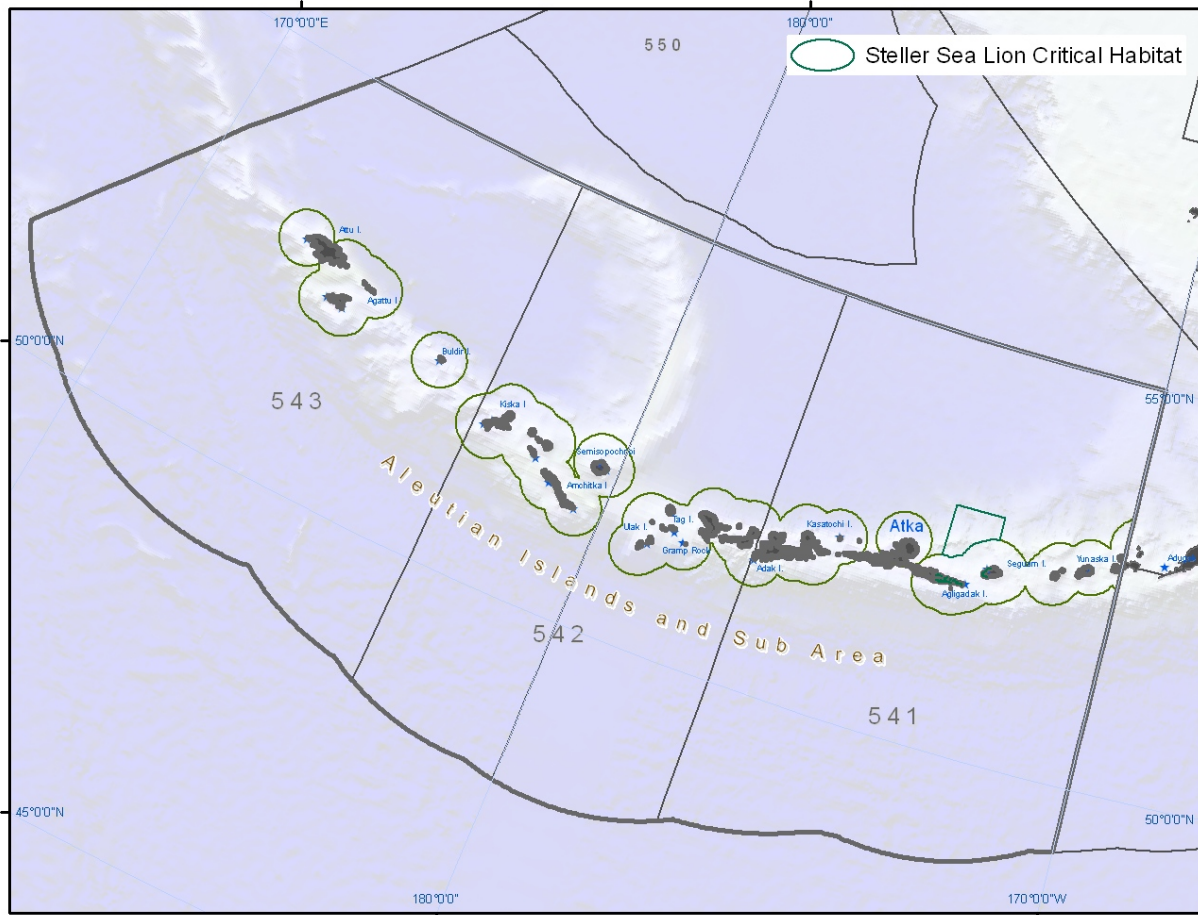 170°0'0"E
180°0'0"
550
Steller Sea Lion Critical Habitat
Attu I.
Agattu I
50°0'0"N
Buldir I.
55°0'0"N
543
Kiska I
Semisopochnoi
Amchitka I
Aleutian Islands and Sub Area
Ulak I.
Tag I.
Kasatochi I.
Atka
Gramp Rock
Adak I.
Seguam I.
Yunaska I.
Agligadak I.
542
541
45°0'0"N
50°0'0"N
180°0'0"
170°0'0"W